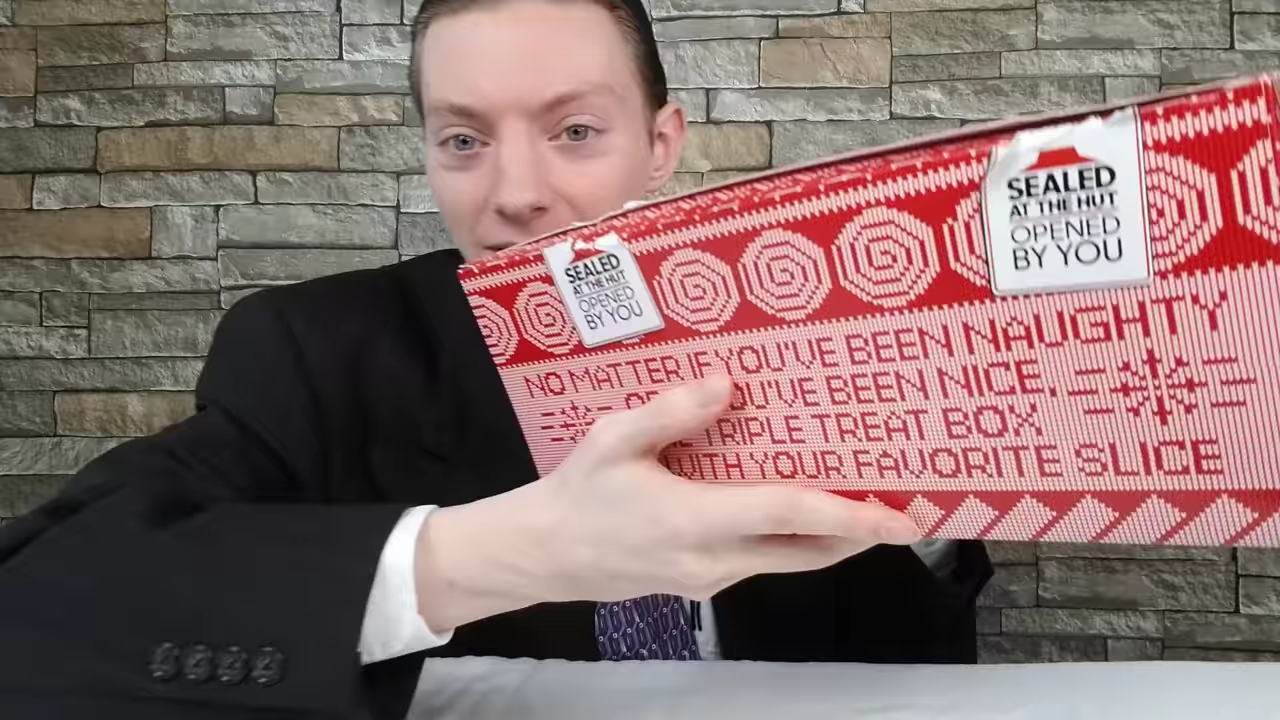 SEALED
AT THE HUT
OPENED
BY YOU
SEALED
AT THE HUT
OPENED
BY YOU
NO MATTER IF YOU'VE BEEN NAUGHTY
YOU'VE BEEN NICE,
TRIPLE TREAT BOX
WITH YOUR FAVORITE SLICE